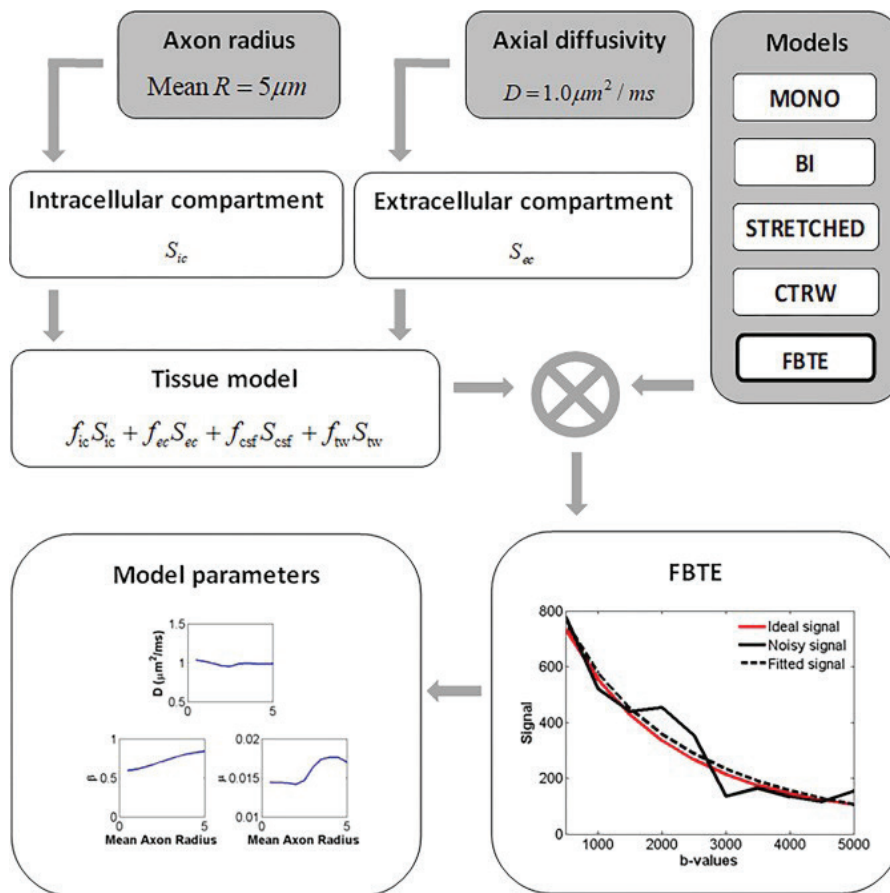 Axon radius
Mean R = 5μm
Axial diffusivity
D = 1.0μm² / ms
Models
MONO
BI
STRETCHED
CTRW
FBTE
Intracellular compartment
S_ic
Extracellular compartment
S_ec
Tissue model
f_ic S_ic + f_ec S_ec + f_csf S_csf + f_tw S_tw
Model parameters
1.5
1
0.5
D (μm²/ms)
0 5
1
0.5
0
β
0 5
Mean Axon Radius
0.02
0.015
0.01
μ
0 5
Mean Axon Radius
FBTE
800
600
400
200
0
Signal
Ideal signal
Noisy signal
Fitted signal
1000 2000 3000 4000 5000
b-values